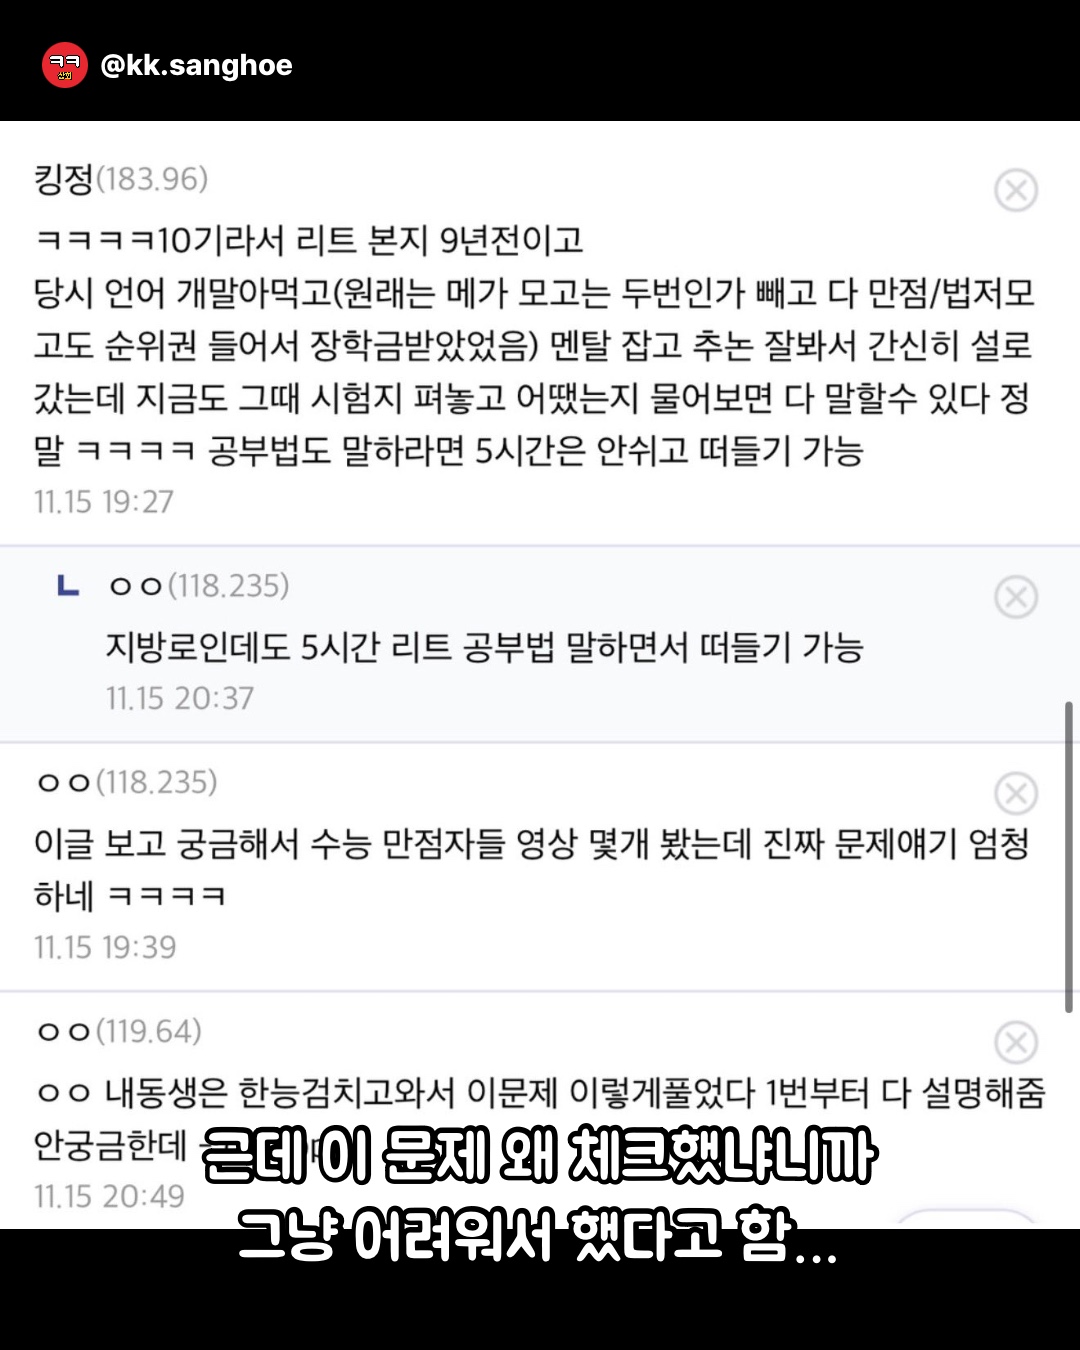 ㅋㅋ
상회
@kk.sanghoe
킹정(183.96)
ㅋㅋㅋㅋ10기라서 리트 본지 9년전이고
당시 언어 개말아먹고(원래는 메가 모고는 두번인가 빼고 다 만점/법저모
고도 순위권 들어서 장학금받았었음) 멘탈 잡고 추논 잘봐서 간신히 설로
갔는데 지금도 그때 시험지 펴놓고 어땠는지 물어보면 다 말할수 있다 정
말 ㅋㅋㅋㅋ 공부법도 말하라면 5시간은 안쉬고 떠들기 가능
11.15 19:27
ㄴ ㅇㅇ(118.235)
지방로인데도 5시간 리트 공부법 말하면서 떠들기 가능
11.15 20:37
ㅇㅇ(118.235)
이글 보고 궁금해서 수능 만점자들 영상 몇개 봤는데 진짜 문제얘기 엄청
하네 ㅋㅋㅋㅋ
11.15 19:39
ㅇㅇ(119.64)
ㅇㅇ 내동생은 한능검치고와서 이문제 이렇게풀었다 1번부터 다 설명해줌
안궁금한데
11.15 20:49
근데 이 문제 왜 체크했냐니까
그냥 어려워서 했다고 함...